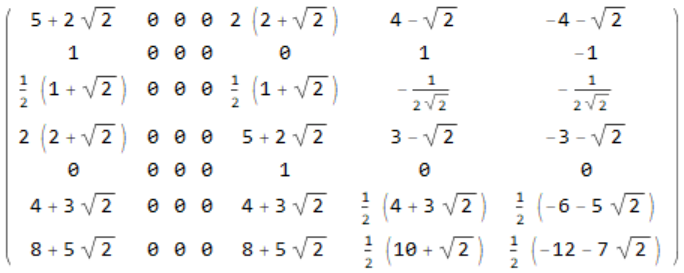 5 + 2 √2 0 0 0 2 (2 + √2) 4 - √2 -4 - √2
1 0 0 0 0 1 -1
1/2 (1 + √2) 0 0 0 1/2 (1 + √2) -1/(2 √2) -1/(2 √2)
2 (2 + √2) 0 0 0 5 + 2 √2 3 - √2 -3 - √2
0 0 0 0 1 0 0
4 + 3 √2 0 0 0 4 + 3 √2 1/2 (4 + 3 √2) 1/2 (-6 - 5 √2)
8 + 5 √2 0 0 0 8 + 5 √2 1/2 (10 + √2) 1/2 (-12 - 7 √2)